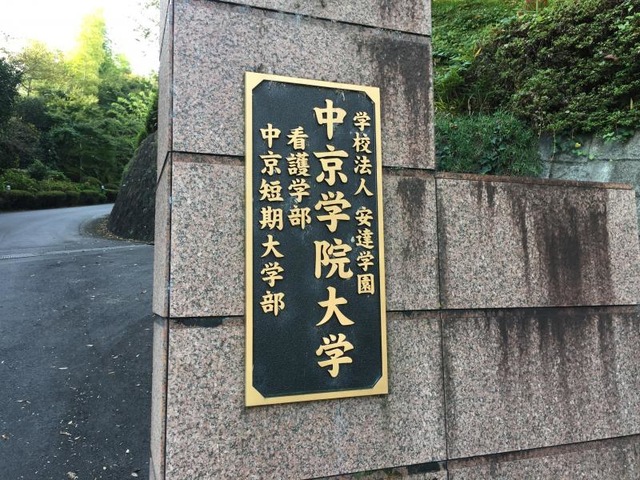 学校法人 安達学園
中京学院大学
看護学部
中京短期大学部